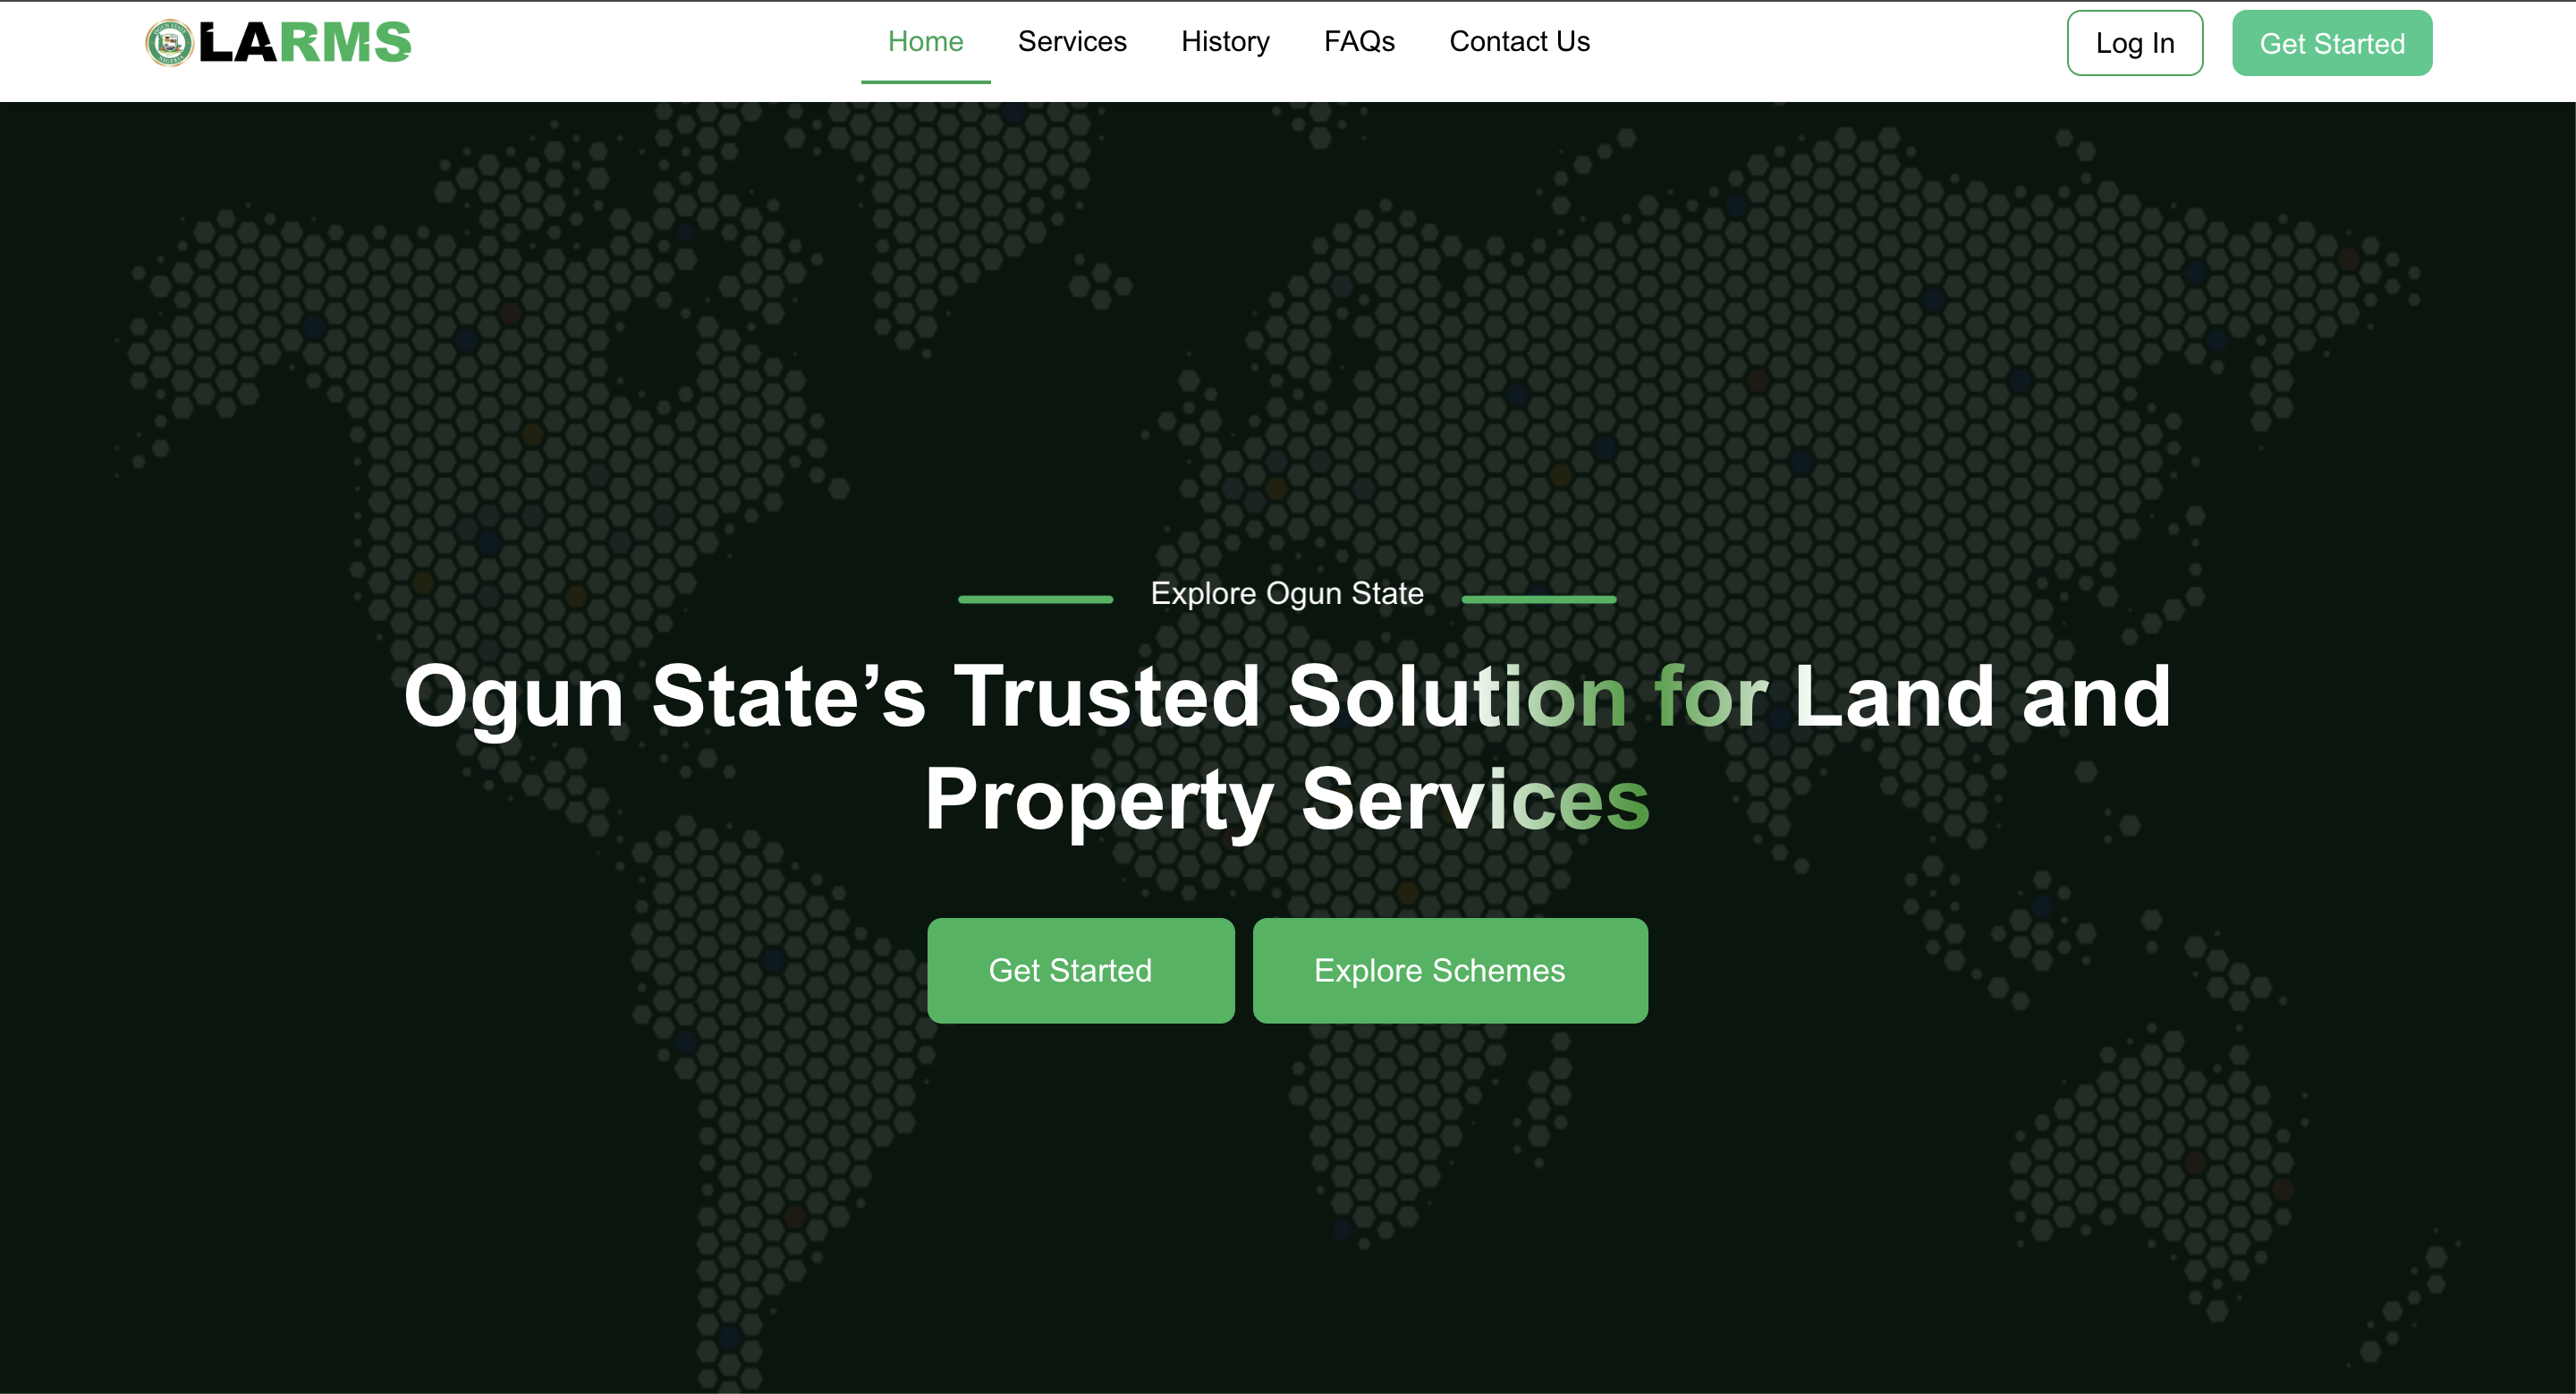 LARMS
Home Services History FAQs Contact Us
Log In Get Started
Explore Ogun State
Ogun State’s Trusted Solution for Land and
Property Services
Get Started Explore Schemes